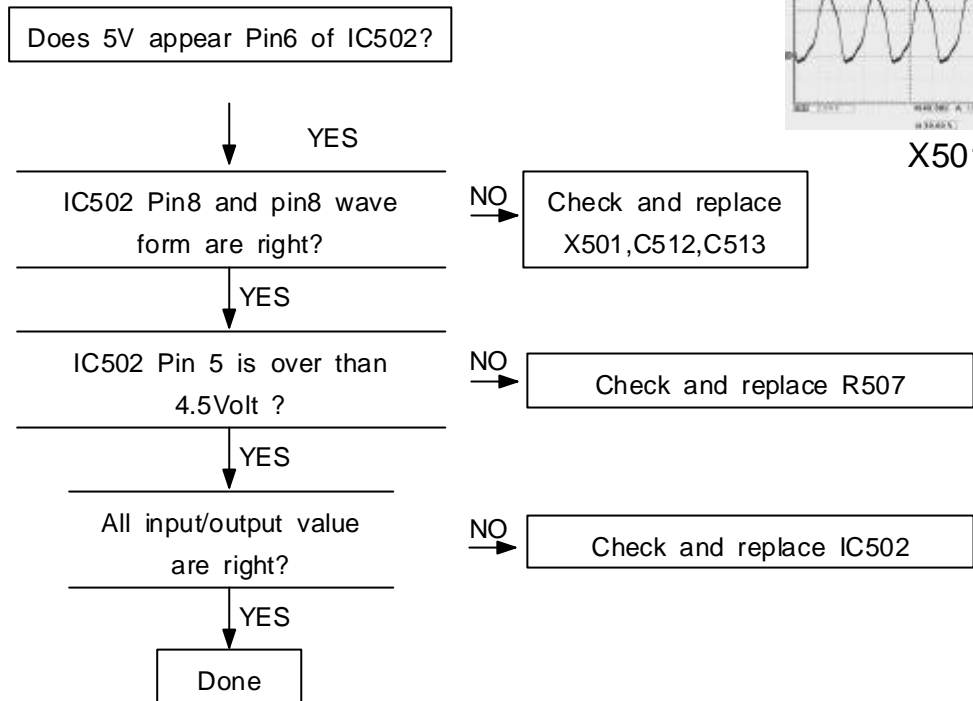 Does 5V appear Pin6 of IC502?
X501
YES
IC502 Pin8 and pin8 wave
form are right?
NO
Check and replace
X501,C512,C513
YES
IC502 Pin 5 is over than
4.5Volt ?
NO
Check and replace R507
YES
All input/output value
are right?
NO
Check and replace IC502
YES
Done